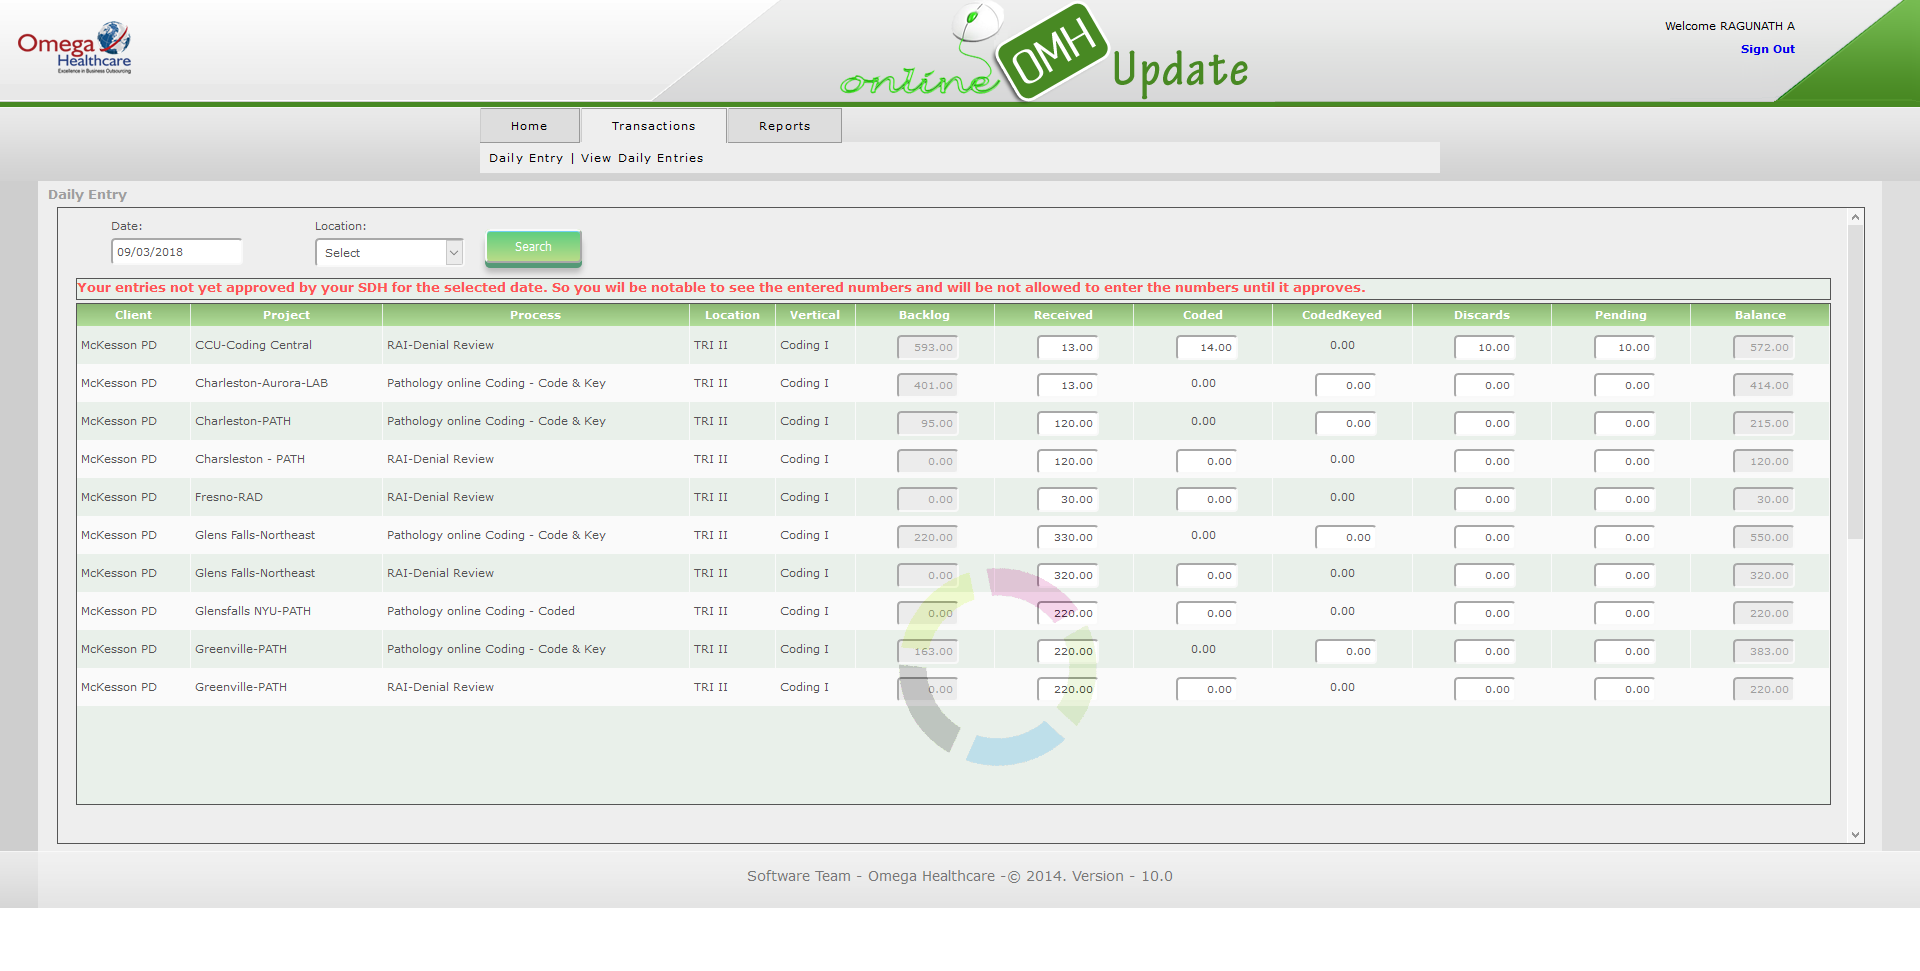 Omega
Healthcare
Excellence in Business Outsourcing
online OMH Update
Welcome RAGUNATH A
Sign Out
Home Transactions Reports
Daily Entry | View Daily Entries
Daily Entry
Date: Location:
09/03/2018 Select Search
Your entries not yet approved by your SDH for the selected date. So you wil be notable to see the entered numbers and will be not allowed to enter the numbers until it approves.
Client Project Process Location Vertical Backlog Received Coded CodedKeyed Discards Pending Balance
McKesson PD CCU-Coding Central RAI-Denial Review TRI II Coding I 593.00 13.00 14.00 0.00 10.00 10.00 572.00
McKesson PD Charleston-Aurora-LAB Pathology online Coding - Code & Key TRI II Coding I 401.00 13.00 0.00 0.00 0.00 0.00 414.00
McKesson PD Charleston-PATH Pathology online Coding - Code & Key TRI II Coding I 95.00 120.00 0.00 0.00 0.00 0.00 215.00
McKesson PD Charsleston - PATH RAI-Denial Review TRI II Coding I 0.00 120.00 0.00 0.00 0.00 0.00 120.00
McKesson PD Fresno-RAD RAI-Denial Review TRI II Coding I 0.00 30.00 0.00 0.00 0.00 0.00 30.00
McKesson PD Glens Falls-Northeast Pathology online Coding - Code & Key TRI II Coding I 220.00 330.00 0.00 0.00 0.00 0.00 550.00
McKesson PD Glens Falls-Northeast RAI-Denial Review TRI II Coding I 0.00 320.00 0.00 0.00 0.00 0.00 320.00
McKesson PD Glensfalls NYU-PATH Pathology online Coding - Coded TRI II Coding I 0.00 220.00 0.00 0.00 0.00 0.00 220.00
McKesson PD Greenville-PATH Pathology online Coding - Code & Key TRI II Coding I 163.00 220.00 0.00 0.00 0.00 0.00 383.00
McKesson PD Greenville-PATH RAI-Denial Review TRI II Coding I 0.00 220.00 0.00 0.00 0.00 0.00 220.00
Software Team - Omega Healthcare -© 2014. Version - 10.0